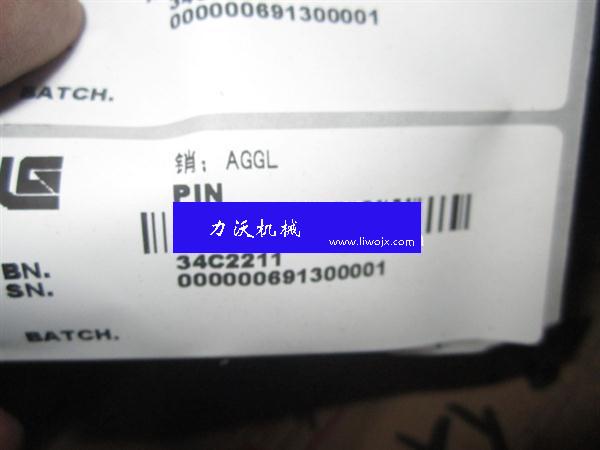 000000691300001
BATCH.
销：AGGL
PIN
力沃机械
www.liwojx.com
BN.
34C2211
SN.
000000691300001
BATCH.